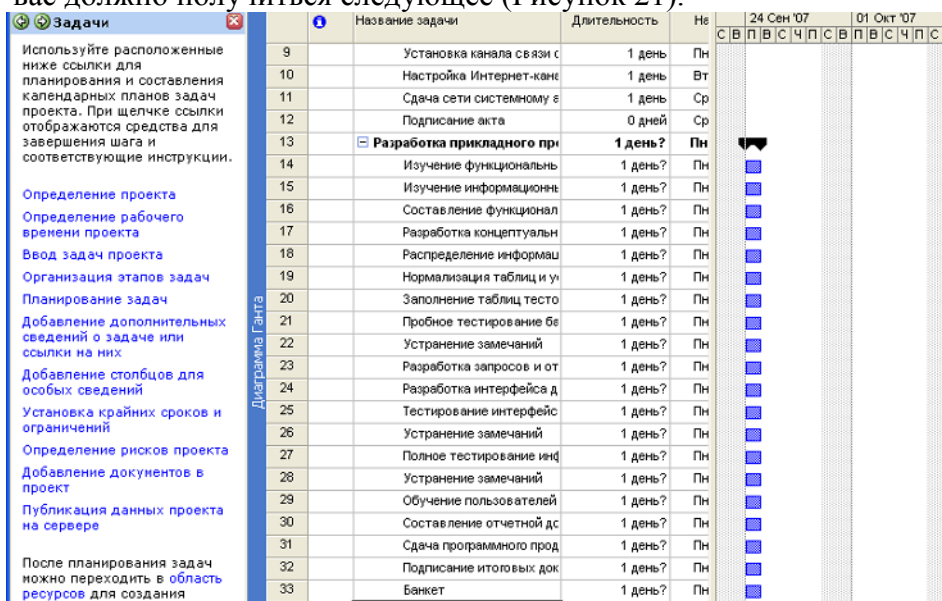 вас должно получиться следующее (Рисунок 21).
Задачи
Используйте расположенные
ниже ссылки для
планирования и составления
календарных планов задач
проекта. При щелчке ссылки
отображаются средства для
завершения шага и
соответствующие инструкции.
Определение проекта
Определение рабочего
времени проекта
Ввод задач проекта
Организация этапов задач
Планирование задач
Добавление дополнительных
сведений о задаче или
ссылки на них
Добавление столбцов для
особых сведений
Установка крайних сроков и
ограничений
Определение рисков проекта
Добавление документов в
проект
Публикация данных проекта
на сервере
После планирования задач
можно переходить в область
ресурсов для создания
Диаграмма Ганта
Название задачи Длительность На 24 Сен '07 01 Окт '07
С В П В С Ч П С В П В С Ч П С
9 Установка канала связи с 1 день Пн
10 Настройка Интернет-кана 1 день Вт
11 Сдача сети системному а 1 день Ср
12 Подписание акта 0 дней Ср
13 Разработка прикладного про 1 день? Пн
14 Изучение функциональнь 1 день? Пн
15 Изучение информационнь 1 день? Пн
16 Составление функционал 1 день? Пн
17 Разработка концептуальн 1 день? Пн
18 Распределение информац 1 день? Пн
19 Нормализация таблиц и у 1 день? Пн
20 Заполнение таблиц тесто 1 день? Пн
21 Пробное тестирование ба 1 день? Пн
22 Устранение замечаний 1 день? Пн
23 Разработка запросов и от 1 день? Пн
24 Разработка интерфейса д 1 день? Пн
25 Тестирование интерфейс 1 день? Пн
26 Устранение замечаний 1 день? Пн
27 Полное тестирование инф 1 день? Пн
28 Устранение замечаний 1 день? Пн
29 Обучение пользователей 1 день? Пн
30 Составление отчетной до 1 день? Пн
31 Сдача программного прод 1 день? Пн
32 Подписание итоговых док 1 день? Пн
33 Банкет 1 день? Пн